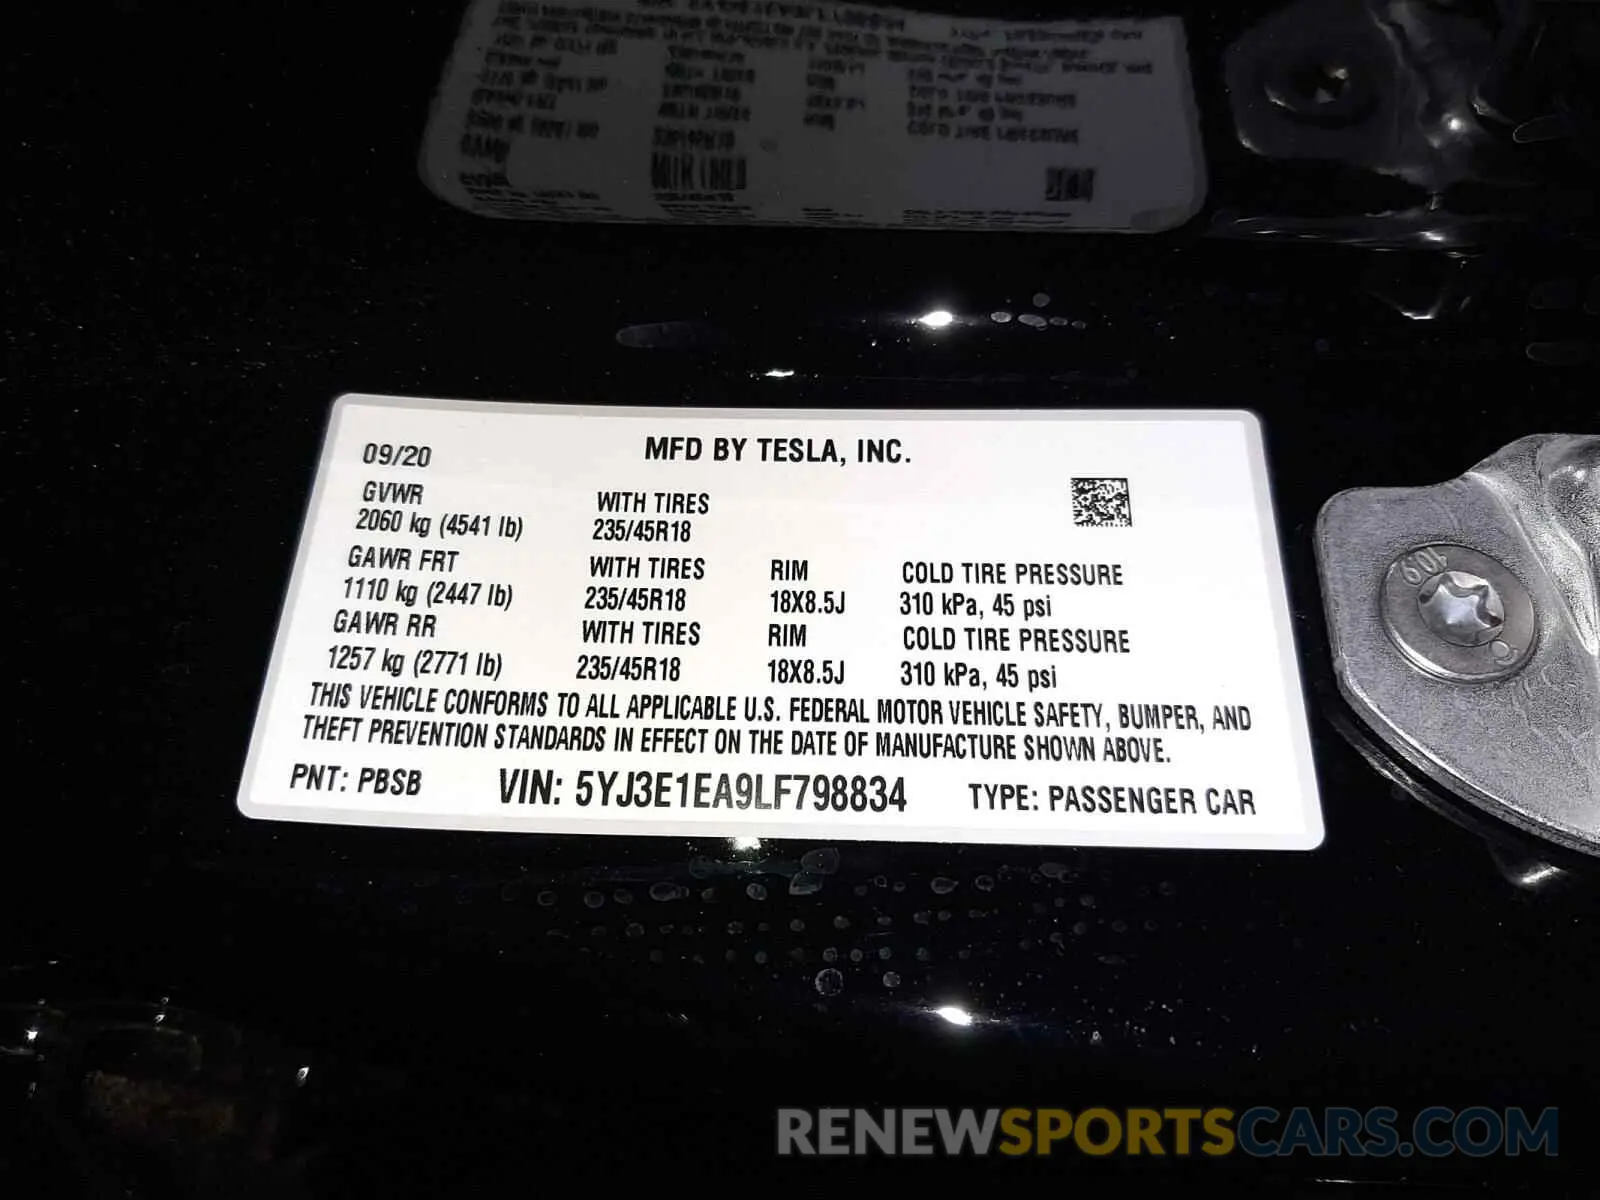 09/20 MFD BY TESLA, INC.
GVWR WITH TIRES
2060 kg (4541 lb) 235/45R18
GAWR FRT WITH TIRES RIM COLD TIRE PRESSURE
1110 kg (2447 lb) 235/45R18 18X8.5J 310 kPa, 45 psi
GAWR RR WITH TIRES RIM COLD TIRE PRESSURE
1257 kg (2771 lb) 235/45R18 18X8.5J 310 kPa, 45 psi
THIS VEHICLE CONFORMS TO ALL APPLICABLE U.S. FEDERAL MOTOR VEHICLE SAFETY, BUMPER, AND
THEFT PREVENTION STANDARDS IN EFFECT ON THE DATE OF MANUFACTURE SHOWN ABOVE.
PNT: PBSB VIN: 5YJ3E1EA9LF798834 TYPE: PASSENGER CAR
RENEWSPORTSCARS.COM